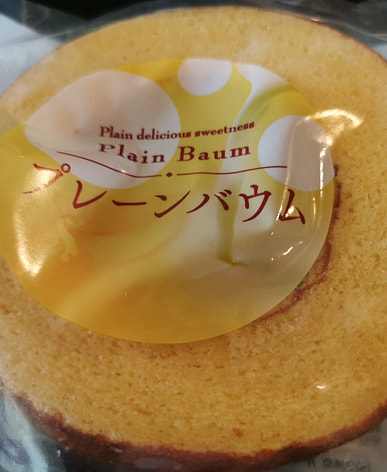 Plain delicious sweetness
Plain Baum
プレーンバウム